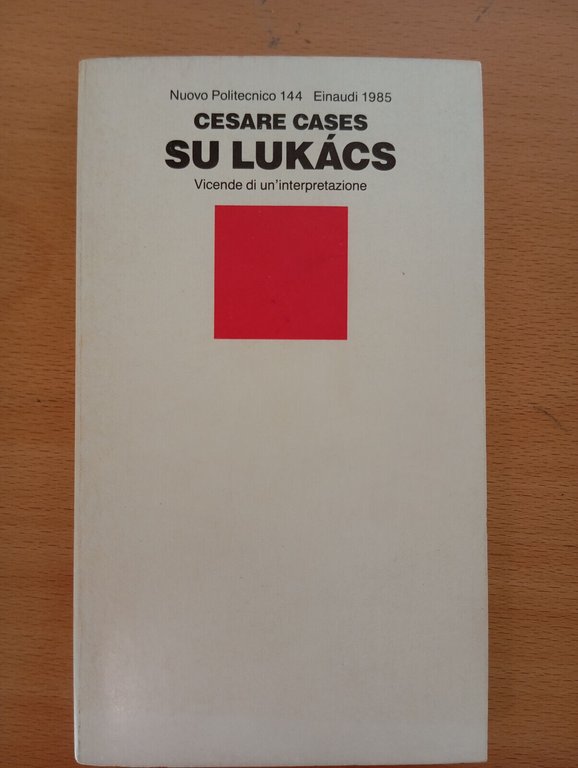 Nuovo Politecnico 144 Einaudi 1985
CESARE CASES
SU LUKÁCS
Vicende di un'interpretazione